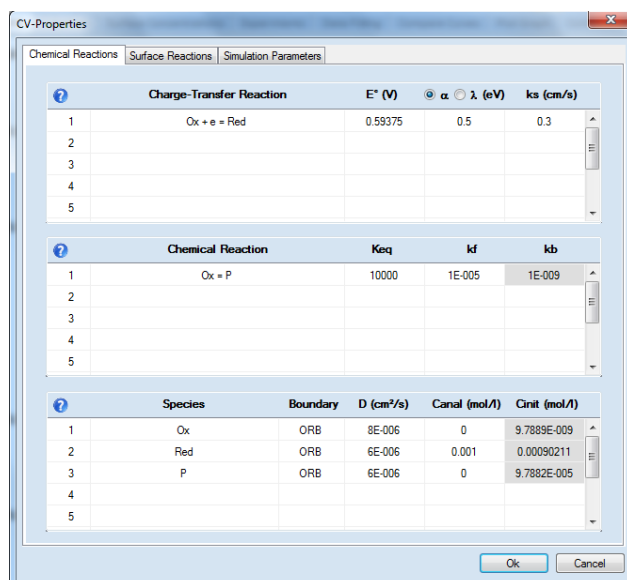 CV-Properties
Chemical Reactions Surface Reactions Simulation Parameters
Charge-Transfer Reaction E° (V) α λ (eV) ks (cm/s)
1 Ox + e = Red 0.59375 0.5 0.3
2
3
4
5
Chemical Reaction Keq kf kb
1 Ox = P 10000 1E-005 1E-009
2
3
4
5
Species Boundary D (cm²/s) Canal (mol/l) Cinit (mol/l)
1 Ox ORB 8E-006 0 9.7889E-009
2 Red ORB 6E-006 0.001 0.00090211
3 P ORB 6E-006 0 9.7882E-005
4
5
Ok Cancel